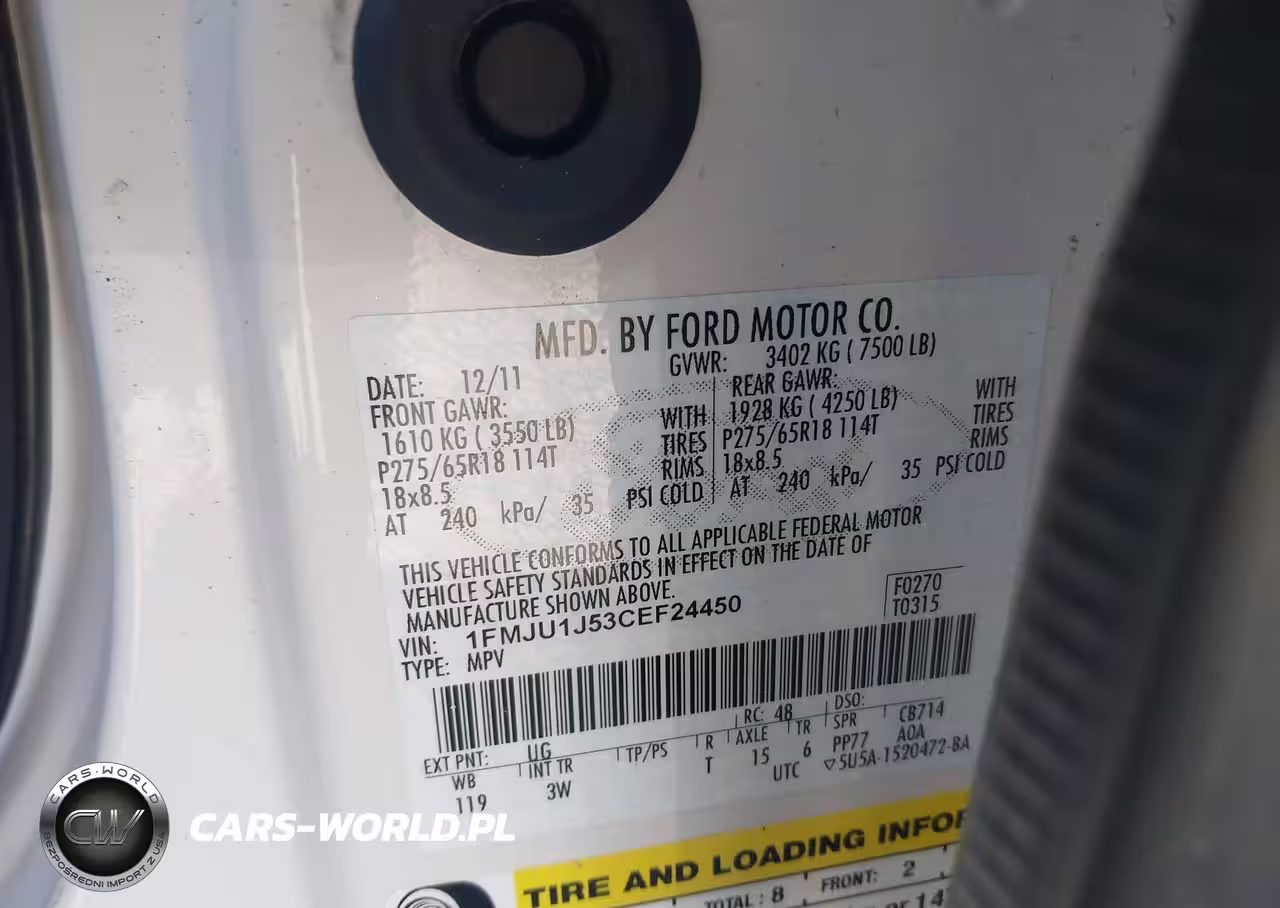 MFD. BY FORD MOTOR CO.
DATE: 12/11
GVWR: 3402 KG ( 7500 LB)
FRONT GAWR:
1610 KG ( 3550 LB) WITH
P275/65R18 114T TIRES
18x8.5 RIMS
AT 240 kPa/ 35 PSI COLD
REAR GAWR: WITH
1928 KG ( 4250 LB) TIRES
P275/65R18 114T RIMS
18x8.5
AT 240 kPa/ 35 PSI COLD
THIS VEHICLE CONFORMS TO ALL APPLICABLE FEDERAL MOTOR
VEHICLE SAFETY STANDARDS IN EFFECT ON THE DATE OF
MANUFACTURE SHOWN ABOVE.
F0270
T0315
VIN: 1FMJU1J53CEF24450
TYPE: MPV
EXT PNT: UG RC: 48 DSO:
WB INT TR TP/PS R AXLE TR SPR CB714
119 3W T 15 6 PP77 A0A
UTC ▽5U5A-1520472-BA
TIRE AND LOADING
TOTAL : 8 FRONT: 2
CARS-WORLD
CW
BEZPOŚREDNI IMPORT Z USA
CARS-WORLD.PL